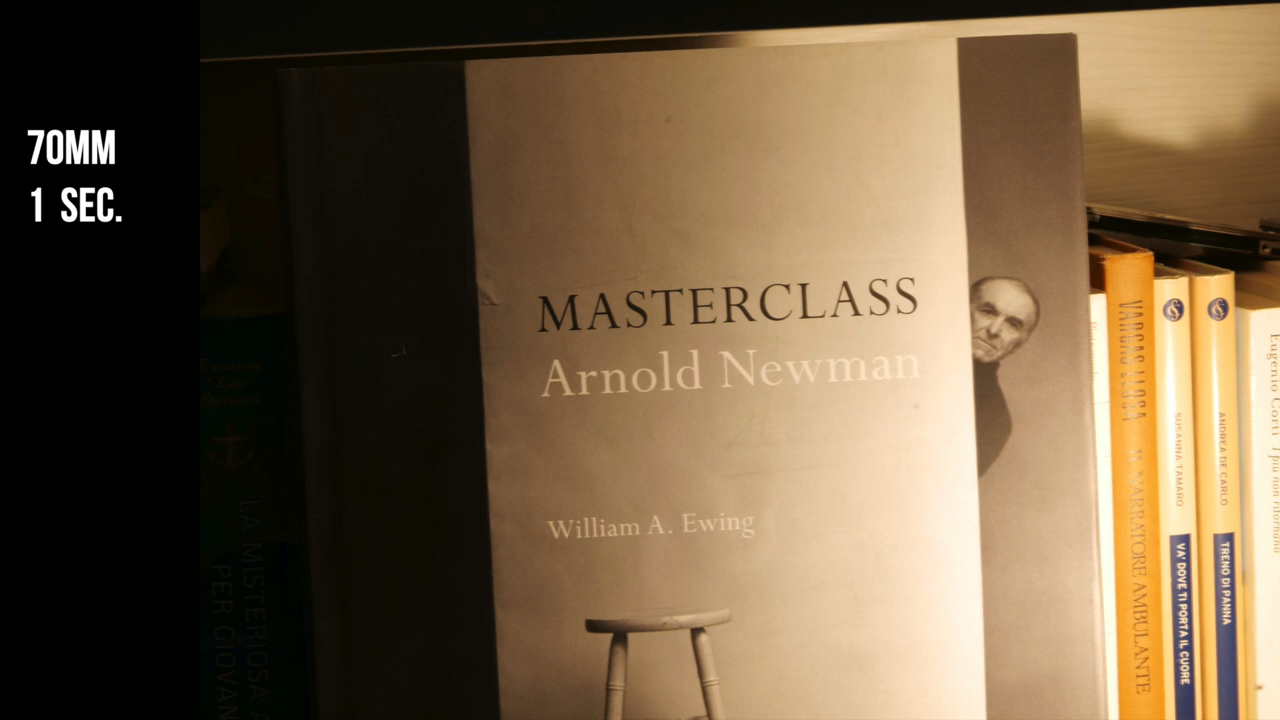 70MM
1 SEC.
MASTERCLASS
Arnold Newman
William A. Ewing
LA MISTERIOSA
PER GIOVAN
VARGAS LLOSA IL NARRATORE AMBULANTE
SUSANNA TAMARO
VA' DOVE TI PORTA IL CUORE
ANDREA DE CARLO
TRENO DI PANNA
Eugenio Corti I più non ritornano